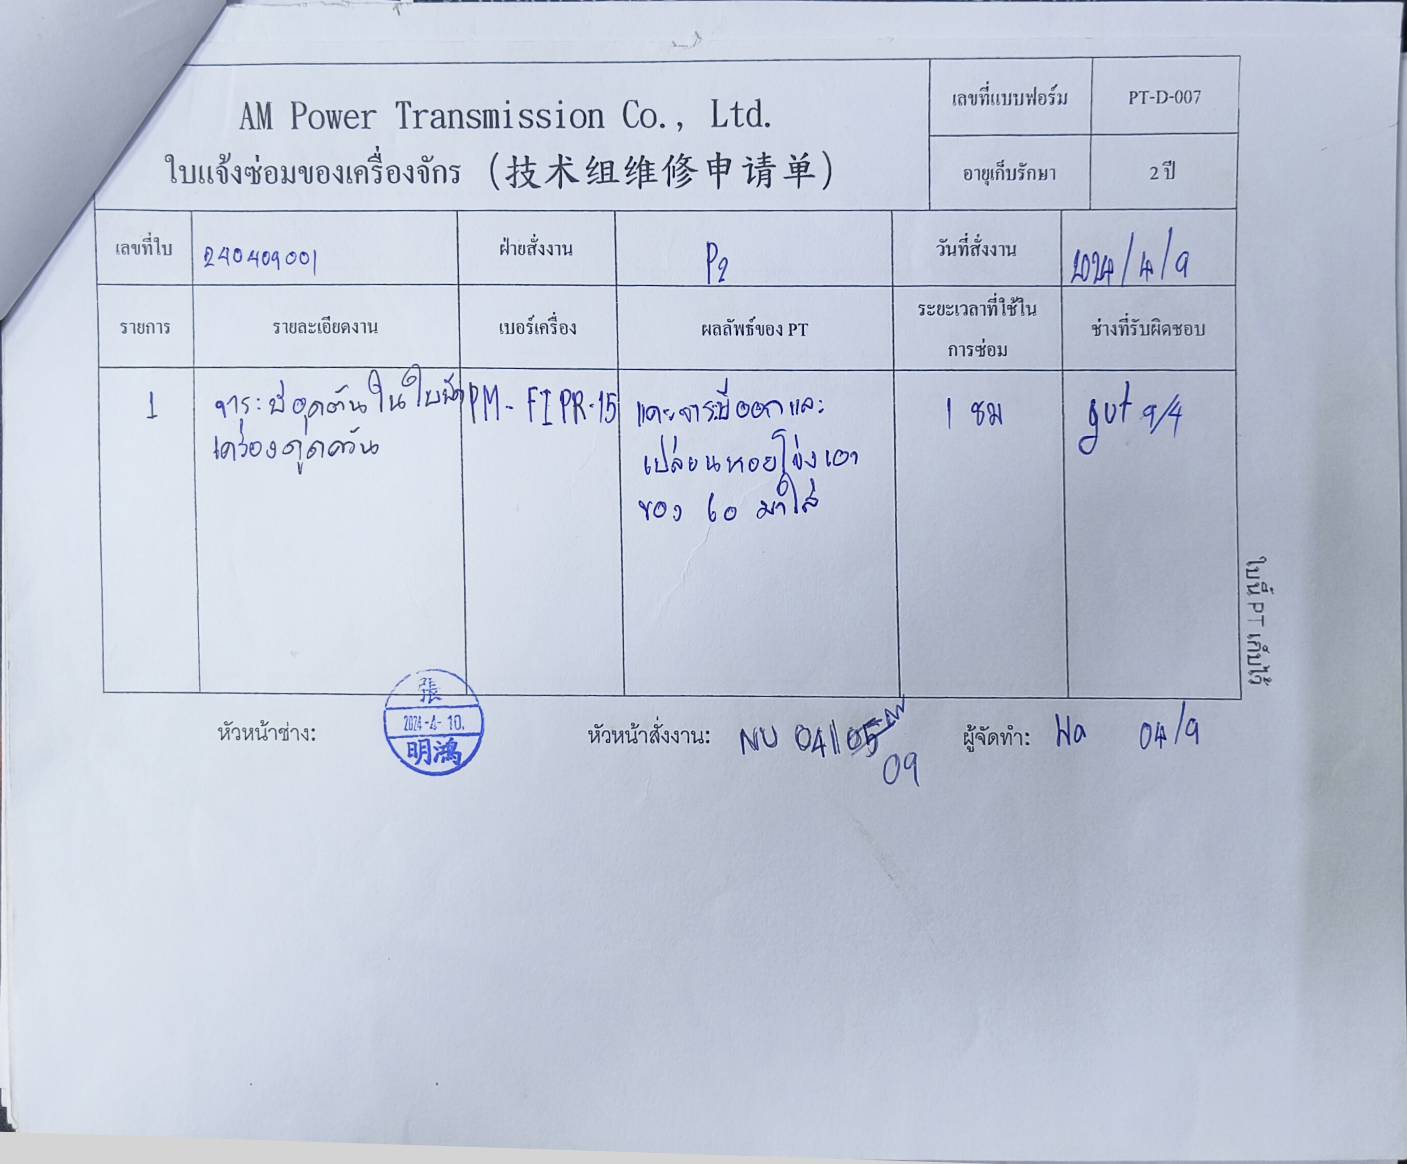 AM Power Transmission Co., Ltd.
ใบแจ้งซ่อมของเครื่องจักร (技术组维修申请单)
เลขที่แบบฟอร์ม PT-D-007
อายุเก็บรักษา 2 ปี
เลขที่ใบ 240409001 ฝ่ายสั่งงาน P2 วันที่สั่งงาน 2024/4/9
รายการ รายละเอียดงาน เบอร์เครื่อง ผลลัพธ์ของ PT ระยะเวลาที่ใช้ใน
การซ่อม ช่างที่รับผิดชอบ
1 จาระบีอุดตันในใบพัด PM-FIPR-15 แคะจารบีออกและ 1 ชม gut 9/4
เครื่องดูดควัน เปลี่ยนหอยโข่งเอา
ของ 60 มาใส่
ใบนี้ PT เก็บไว้
หัวหน้าช่าง: 張
2024-4-10.
明鴻
หัวหน้าสั่งงาน: NU 04/05
09
ผู้จัดทำ: Wa 04/9